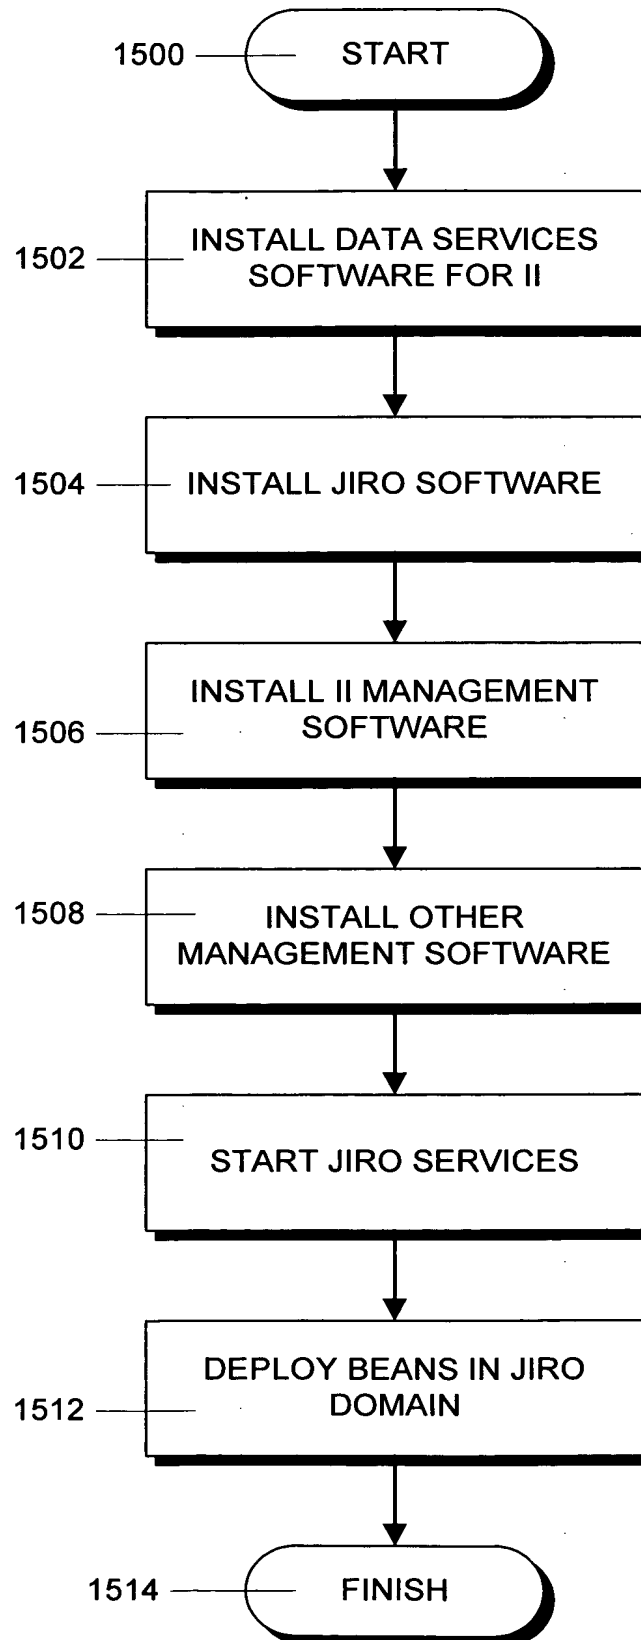 1500
START
1502
INSTALL DATA SERVICES
SOFTWARE FOR II
1504
INSTALL JIRO SOFTWARE
1506
INSTALL II MANAGEMENT
SOFTWARE
1508
INSTALL OTHER
MANAGEMENT SOFTWARE
1510
START JIRO SERVICES
1512
DEPLOY BEANS IN JIRO
DOMAIN
1514
FINISH